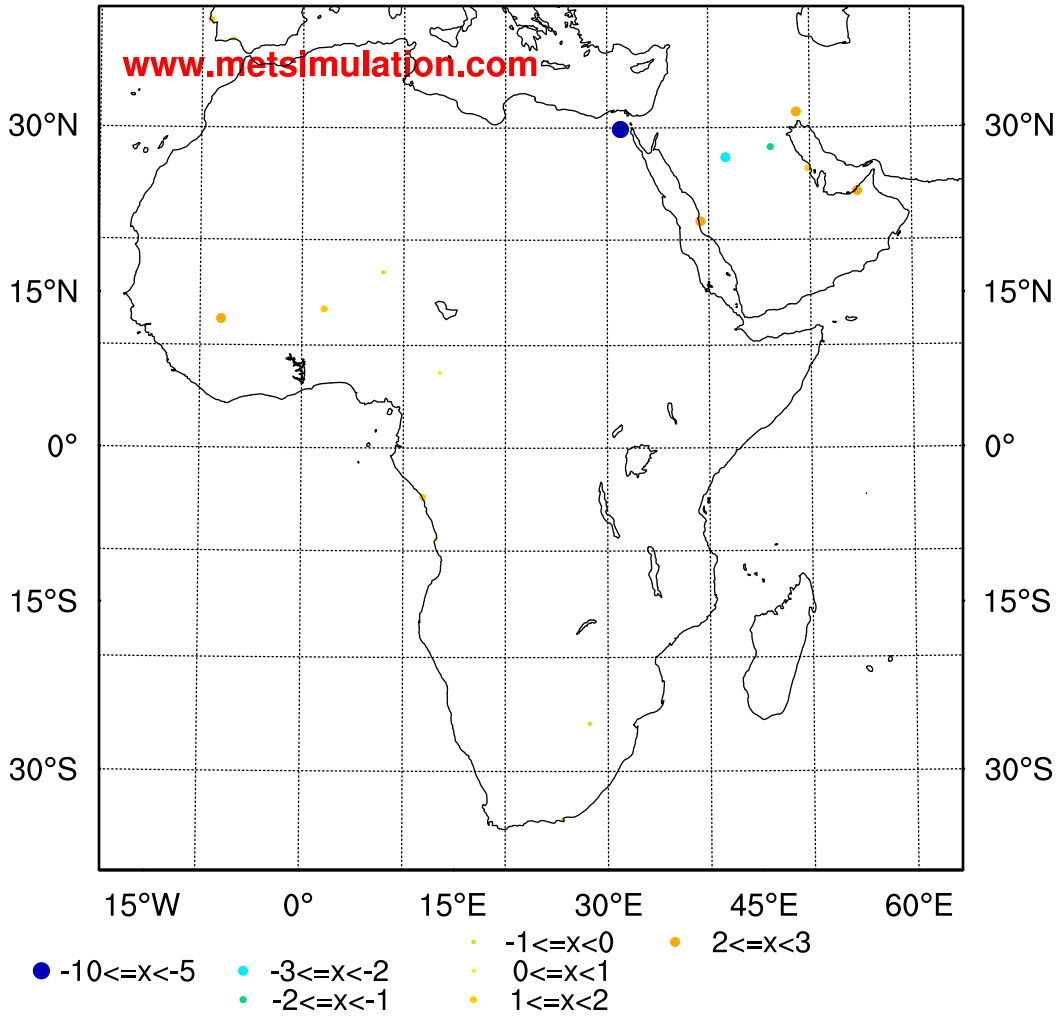 www.metsimulation.com
30°N 30°N
15°N 15°N
0° 0°
15°S 15°S
30°S 30°S
15°W 0° 15°E 30°E 45°E 60°E
-1<=x<0 2<=x<3
-10<=x<-5 -3<=x<-2 0<=x<1
-2<=x<-1 1<=x<2